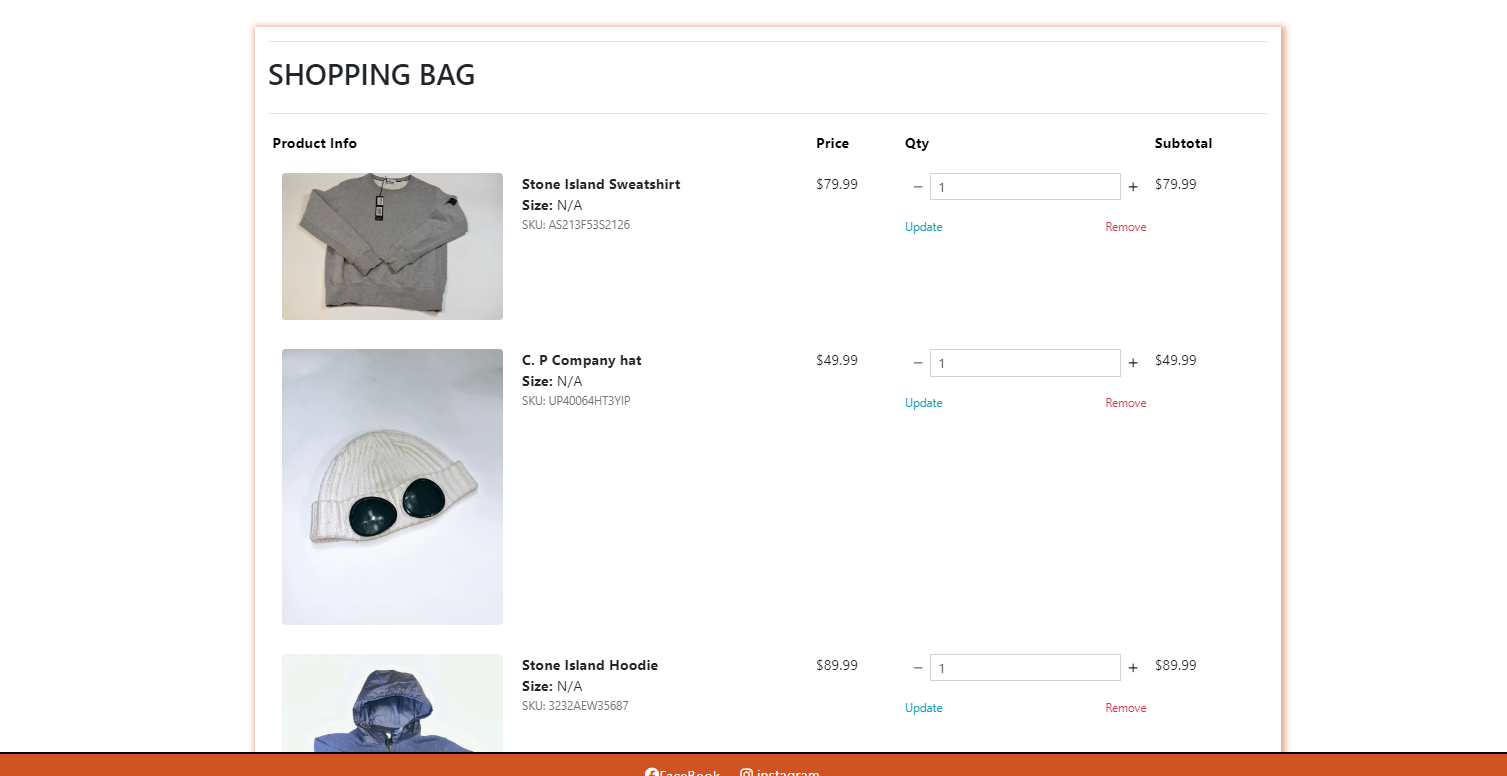 SHOPPING BAG
Product Info Price Qty Subtotal
Stone Island Sweatshirt $79.99 − 1 + $79.99
Size: N/A
SKU: AS213F53S2126 Update Remove
C. P Company hat $49.99 − 1 + $49.99
Size: N/A
SKU: UP40064HT3YIP Update Remove
Stone Island Hoodie $89.99 − 1 + $89.99
Size: N/A
SKU: 3232AEW35687 Update Remove
FaceBook instagram